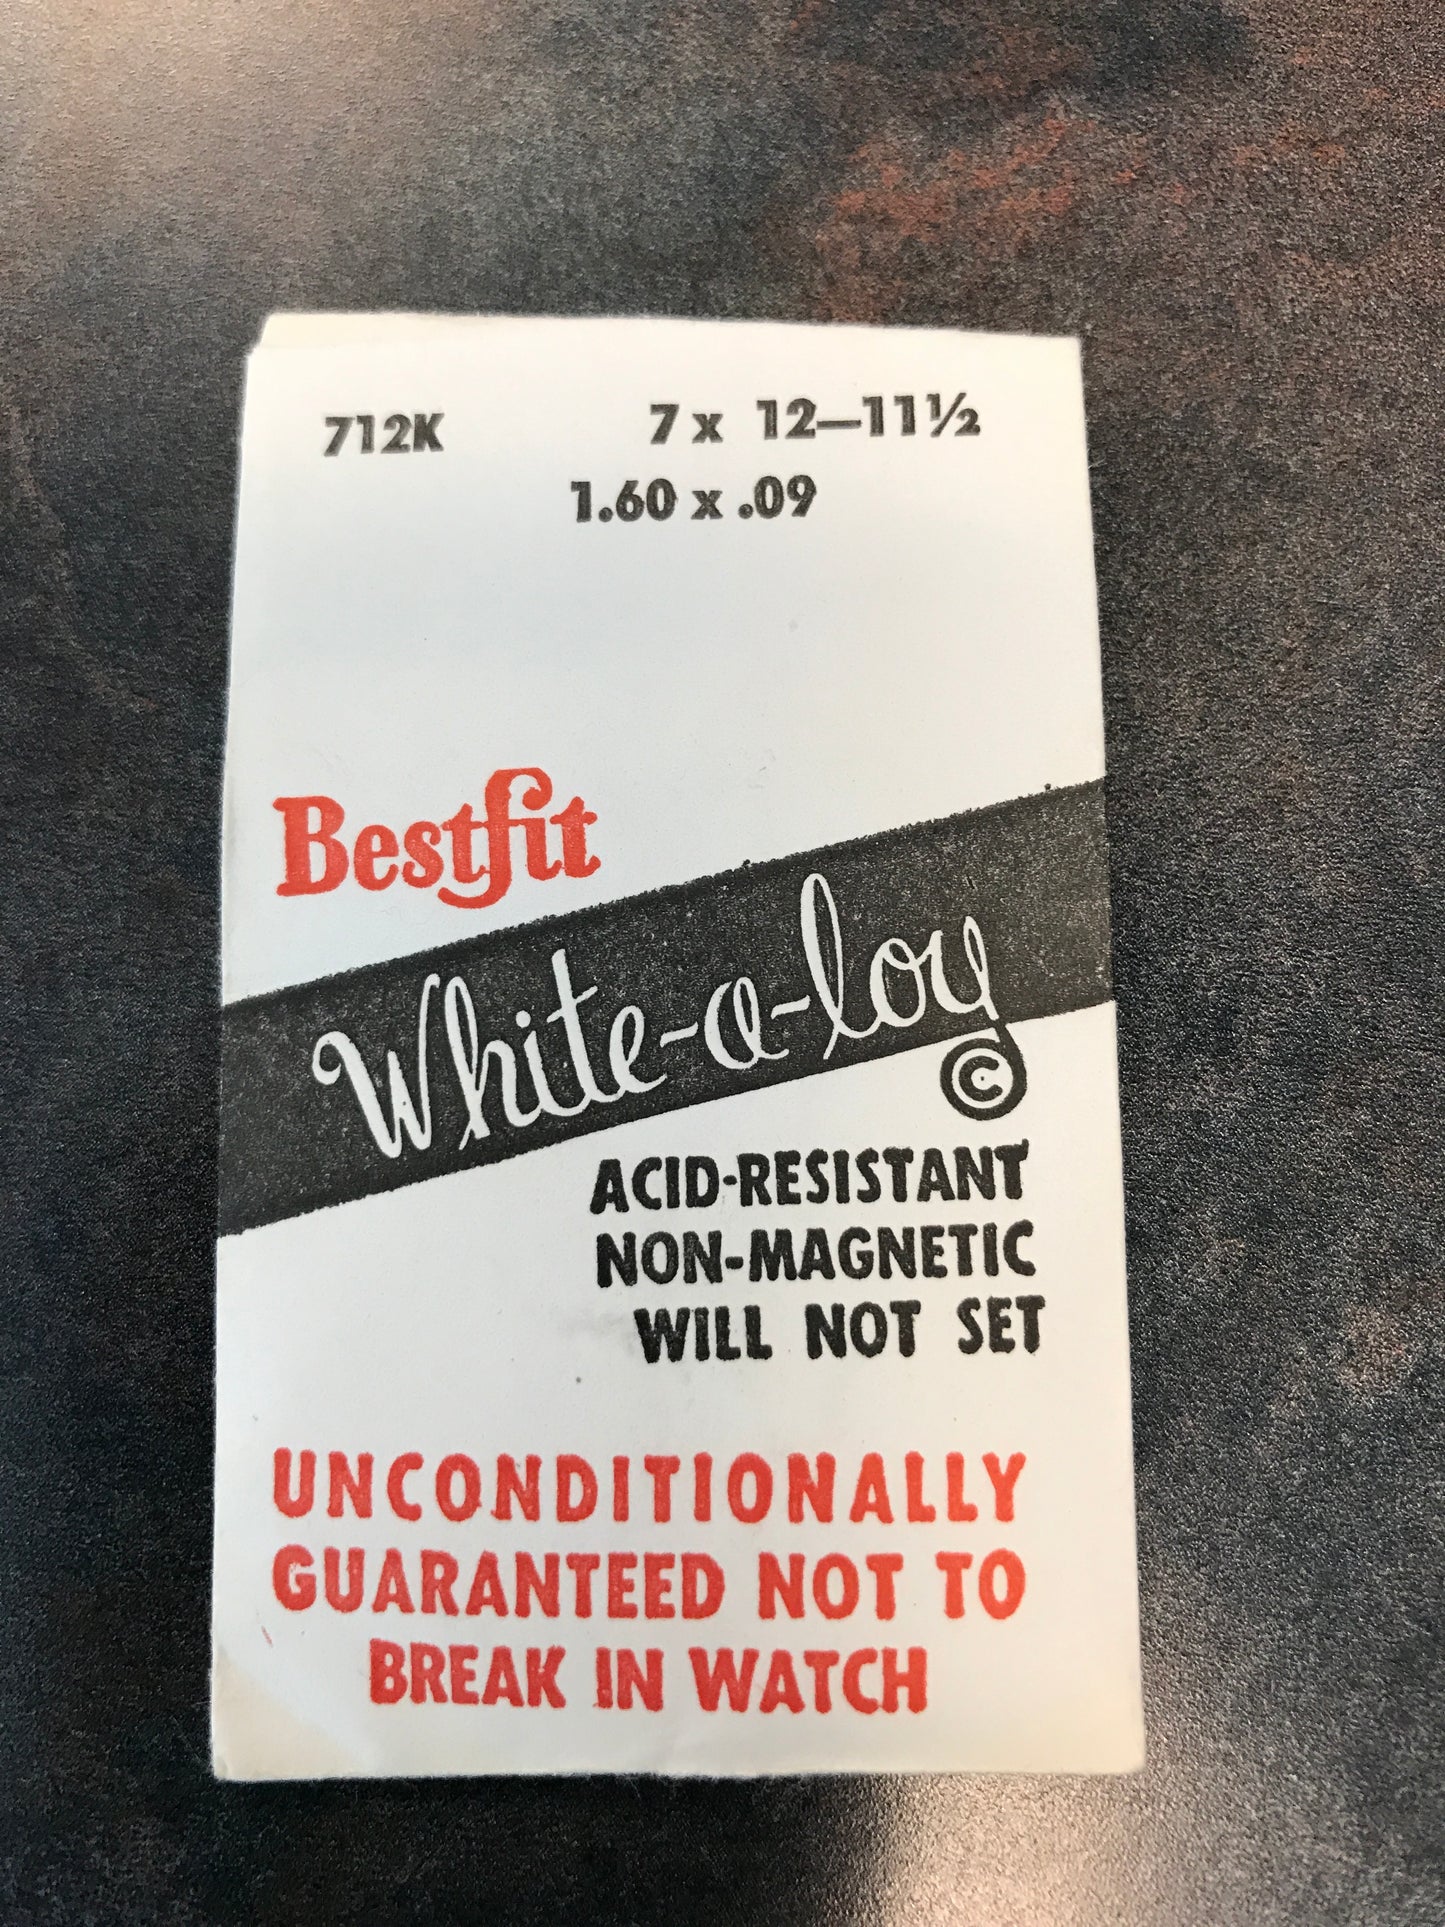 712K 7 x 12—11½
1.60 x .09
Bestfit
White-a-loy
©
ACID-RESISTANT
NON-MAGNETIC
WILL NOT SET
UNCONDITIONALLY
GUARANTEED NOT TO
BREAK IN WATCH